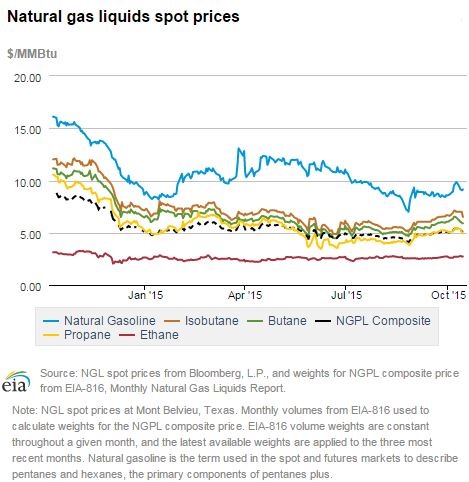 Natural gas liquids spot prices
$/MMBtu
20.00
15.00
10.00
5.00
0.00
Jan '15 Apr '15 Jul '15 Oct '15
Natural Gasoline Isobutane Butane NGPL Composite
Propane Ethane
eia
Source: NGL spot prices from Bloomberg, L.P., and weights for NGPL composite price
from EIA-816, Monthly Natural Gas Liquids Report.
Note: NGL spot prices at Mont Belvieu, Texas. Monthly volumes from EIA-816 used to
calculate weights for the NGPL composite price. EIA-816 volume weights are constant
throughout a given month, and the latest available weights are applied to the three most
recent months. Natural gasoline is the term used in the spot and futures markets to describe
pentanes and hexanes, the primary components of pentanes plus.